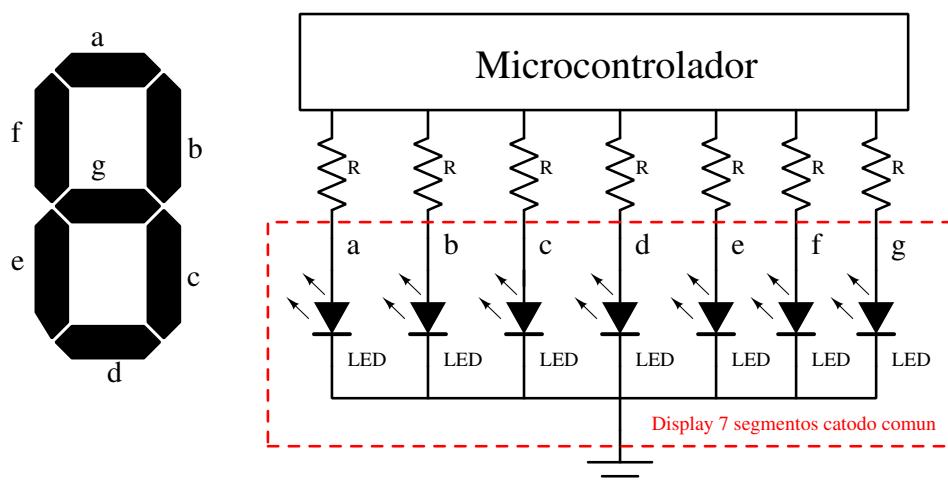 a
f
b
g
e
c
d
Microcontrolador
R R R R R R R
a b c d e f g
LED LED LED LED LED LED LED
Display 7 segmentos catodo comun